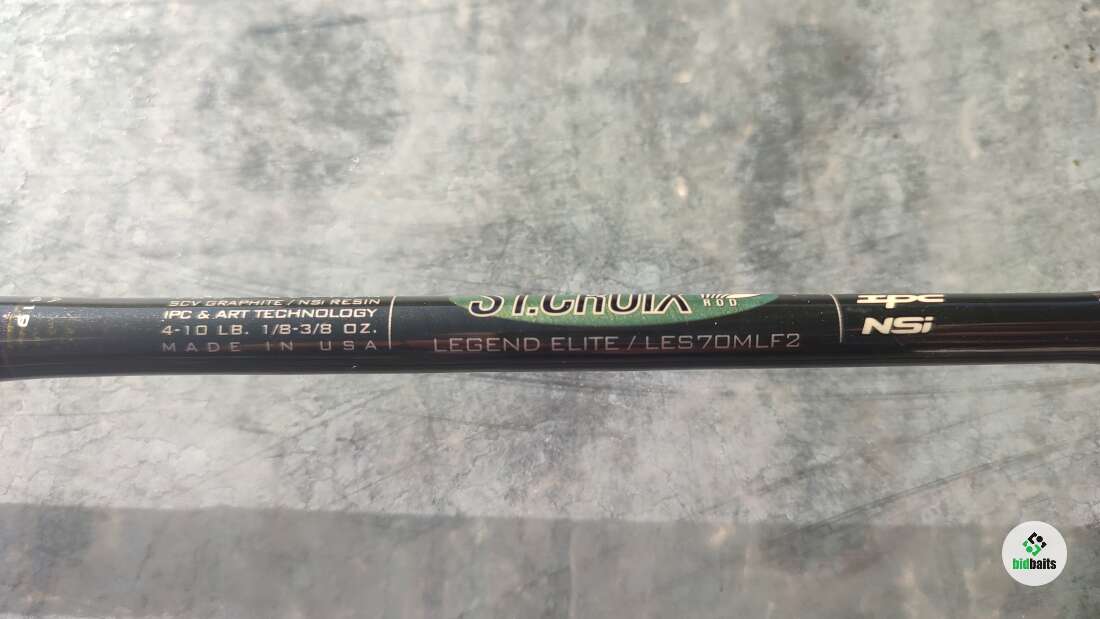 SCV GRAPHITE / NSI RESIN
IPC & ART TECHNOLOGY
4-10 LB. 1/8-3/8 OZ.
MADE IN USA
ST.CROIX
ROD
LEGEND ELITE / LES70MLF2
IPC
NSi
bidbaits